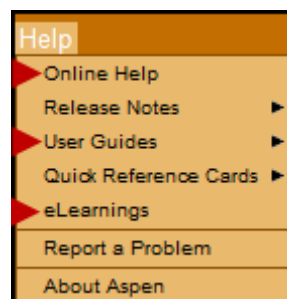 Help
Online Help
Release Notes
User Guides
Quick Reference Cards
eLearnings
Report a Problem
About Aspen